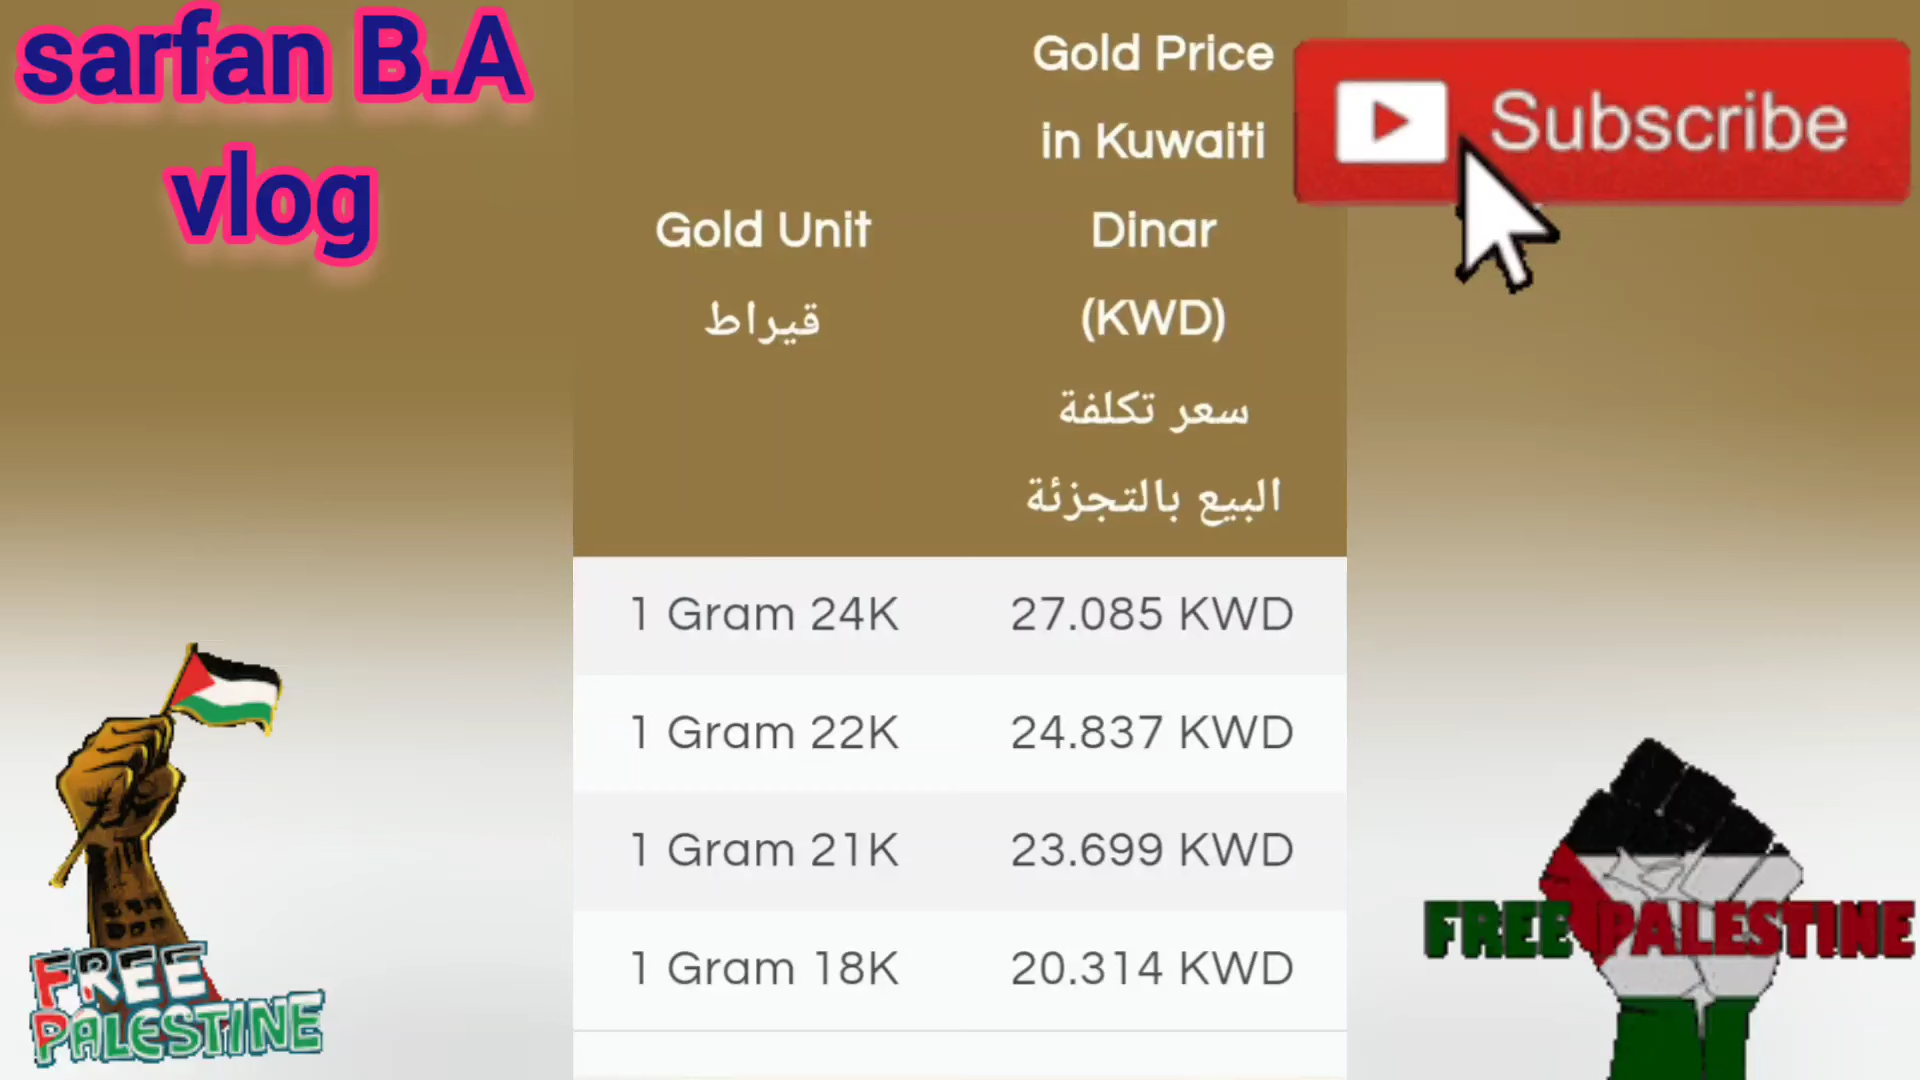 sarfan B.A
vlog
Gold Unit
قيراط
Gold Price
in Kuwaiti
Dinar
(KWD)
سعر تكلفة
البيع بالتجزئة
Subscribe
1 Gram 24K 27.085 KWD
1 Gram 22K 24.837 KWD
1 Gram 21K 23.699 KWD
1 Gram 18K 20.314 KWD
FREE
PALESTINE
FREE PALESTINE